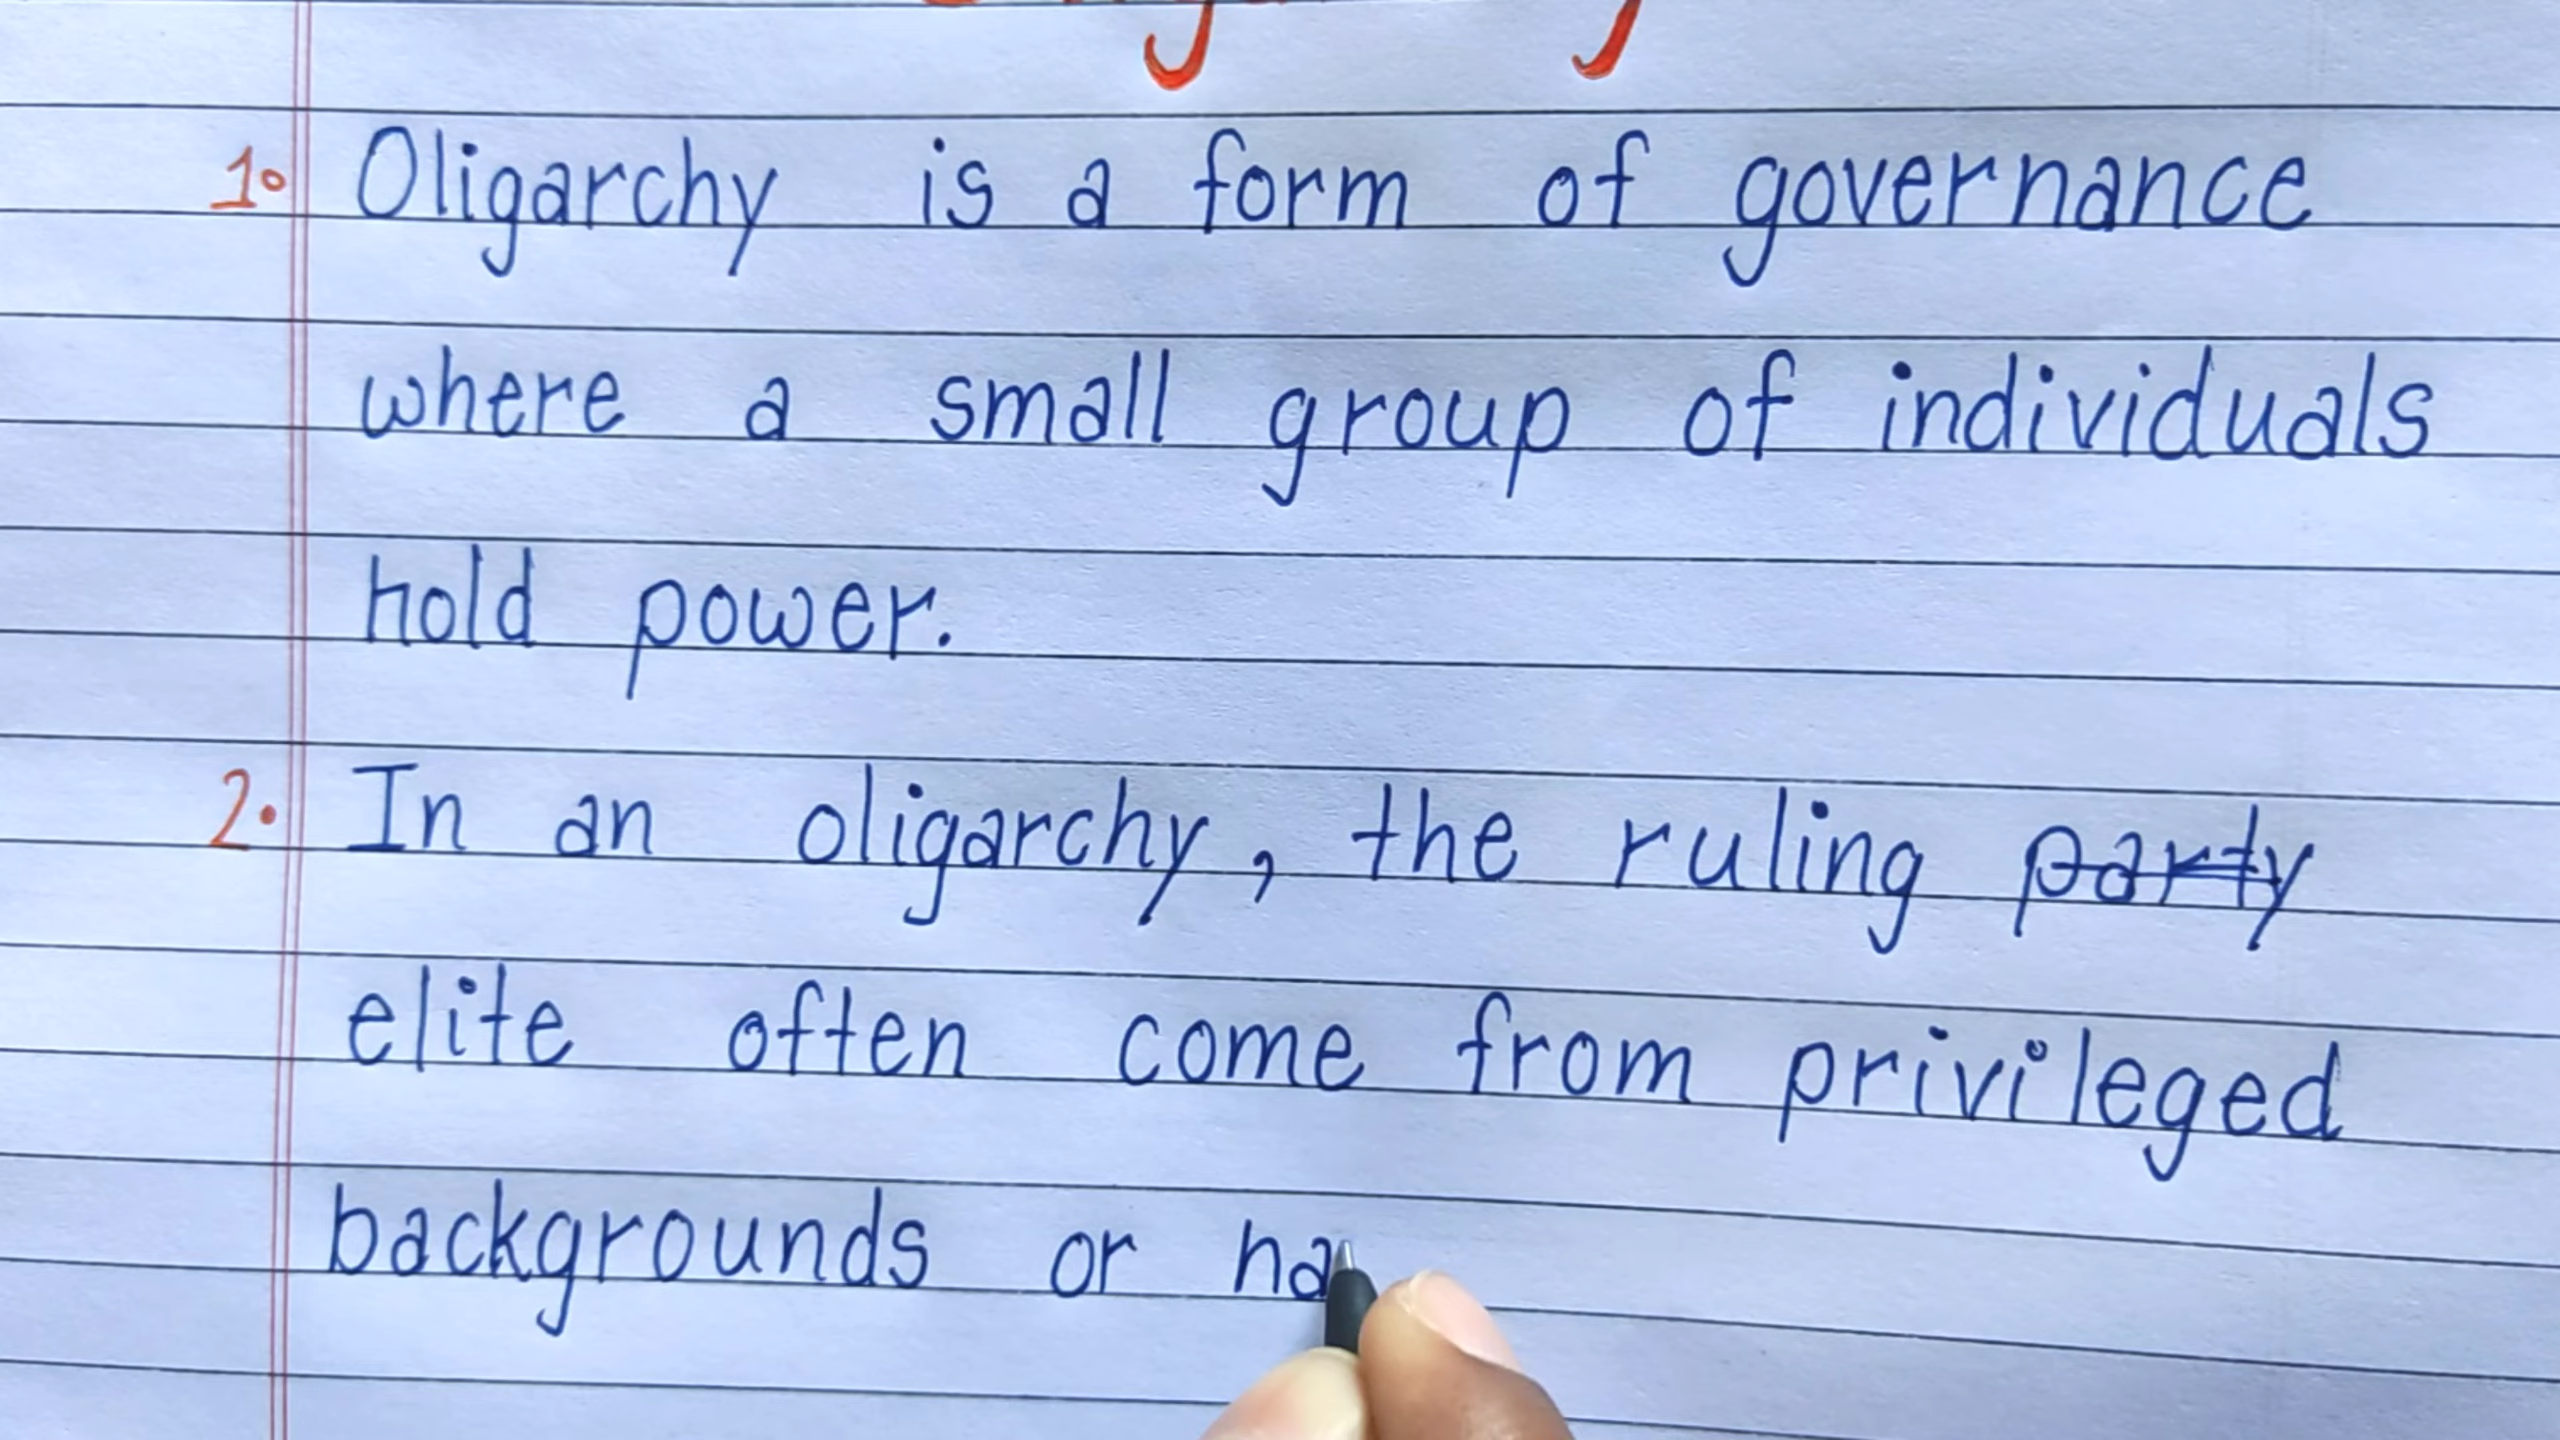 1. Oligarchy is a form of governance
where a small group of individuals
hold power.
2. In an oligarchy, the ruling party
elite often come from privileged
backgrounds or ha